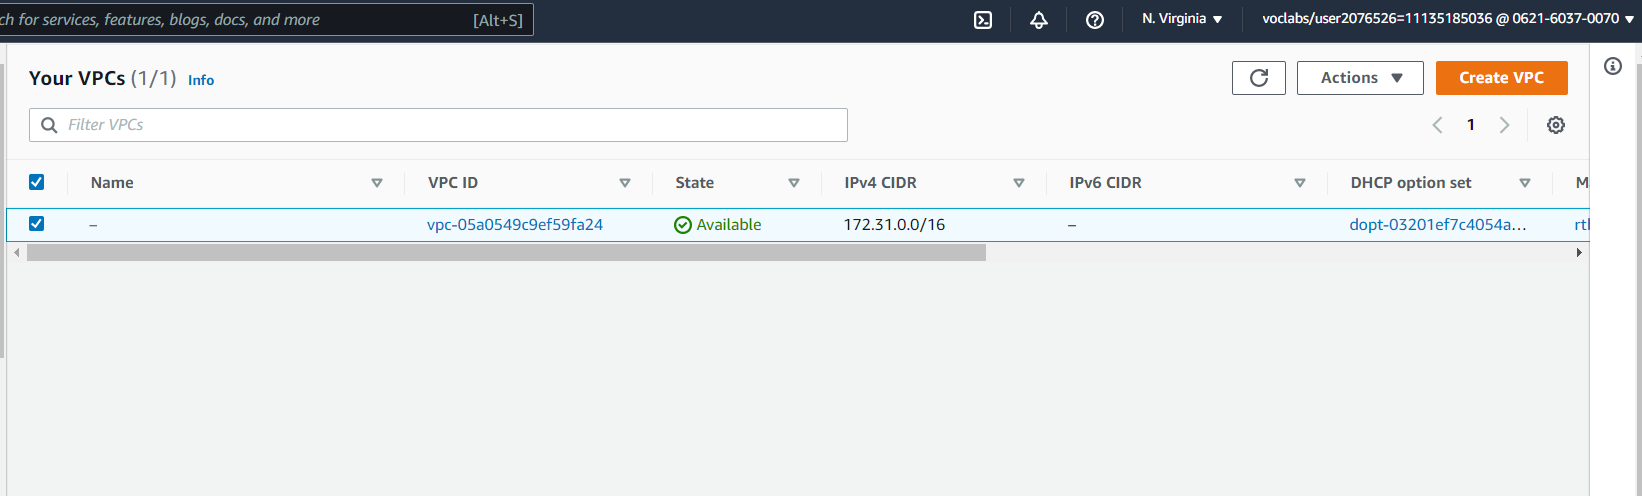 ch for services, features, blogs, docs, and more [Alt+S] N. Virginia voclabs/user2076526=11135185036 @ 0621-6037-0070
Your VPCs (1/1) Info Actions Create VPC
Filter VPCs 1
Name VPC ID State IPv4 CIDR IPv6 CIDR DHCP option set M
– vpc-05a0549c9ef59fa24 Available 172.31.0.0/16 – dopt-03201ef7c4054a... rtl